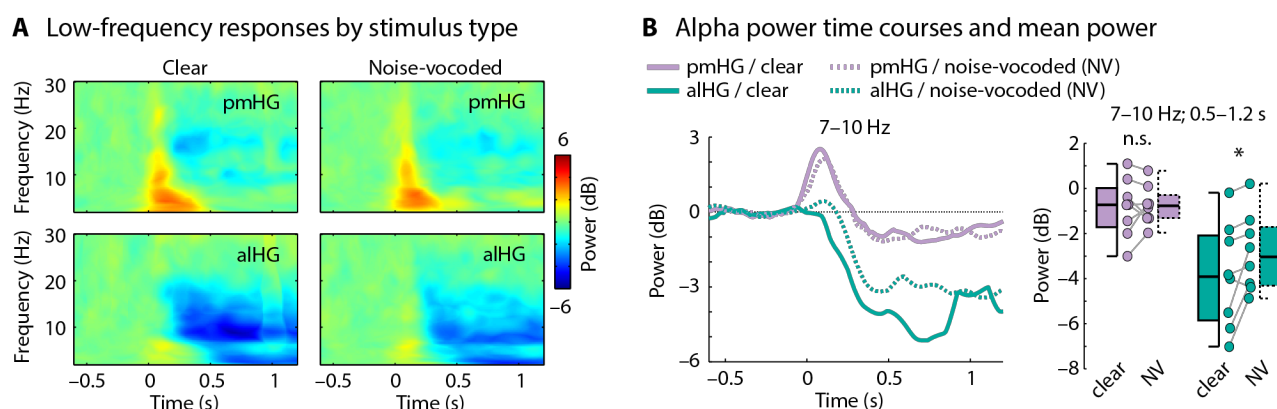 A Low-frequency responses by stimulus type
Clear
Noise-vocoded
Frequency (Hz)
30
20
10
pmHG
pmHG
6
Power (dB)
−6
Frequency (Hz)
30
20
10
alHG
alHG
−0.5 0 0.5 1
−0.5 0 0.5 1
Time (s)
Time (s)
B Alpha power time courses and mean power
pmHG / clear
pmHG / noise-vocoded (NV)
alHG / clear
alHG / noise-vocoded (NV)
7–10 Hz
Power (dB)
3
0
−3
−6
−0.5 0 0.5 1
Time (s)
7–10 Hz; 0.5–1.2 s
n.s.
*
Power (dB)
2
0
−2
−4
−6
−8
clear NV clear NV